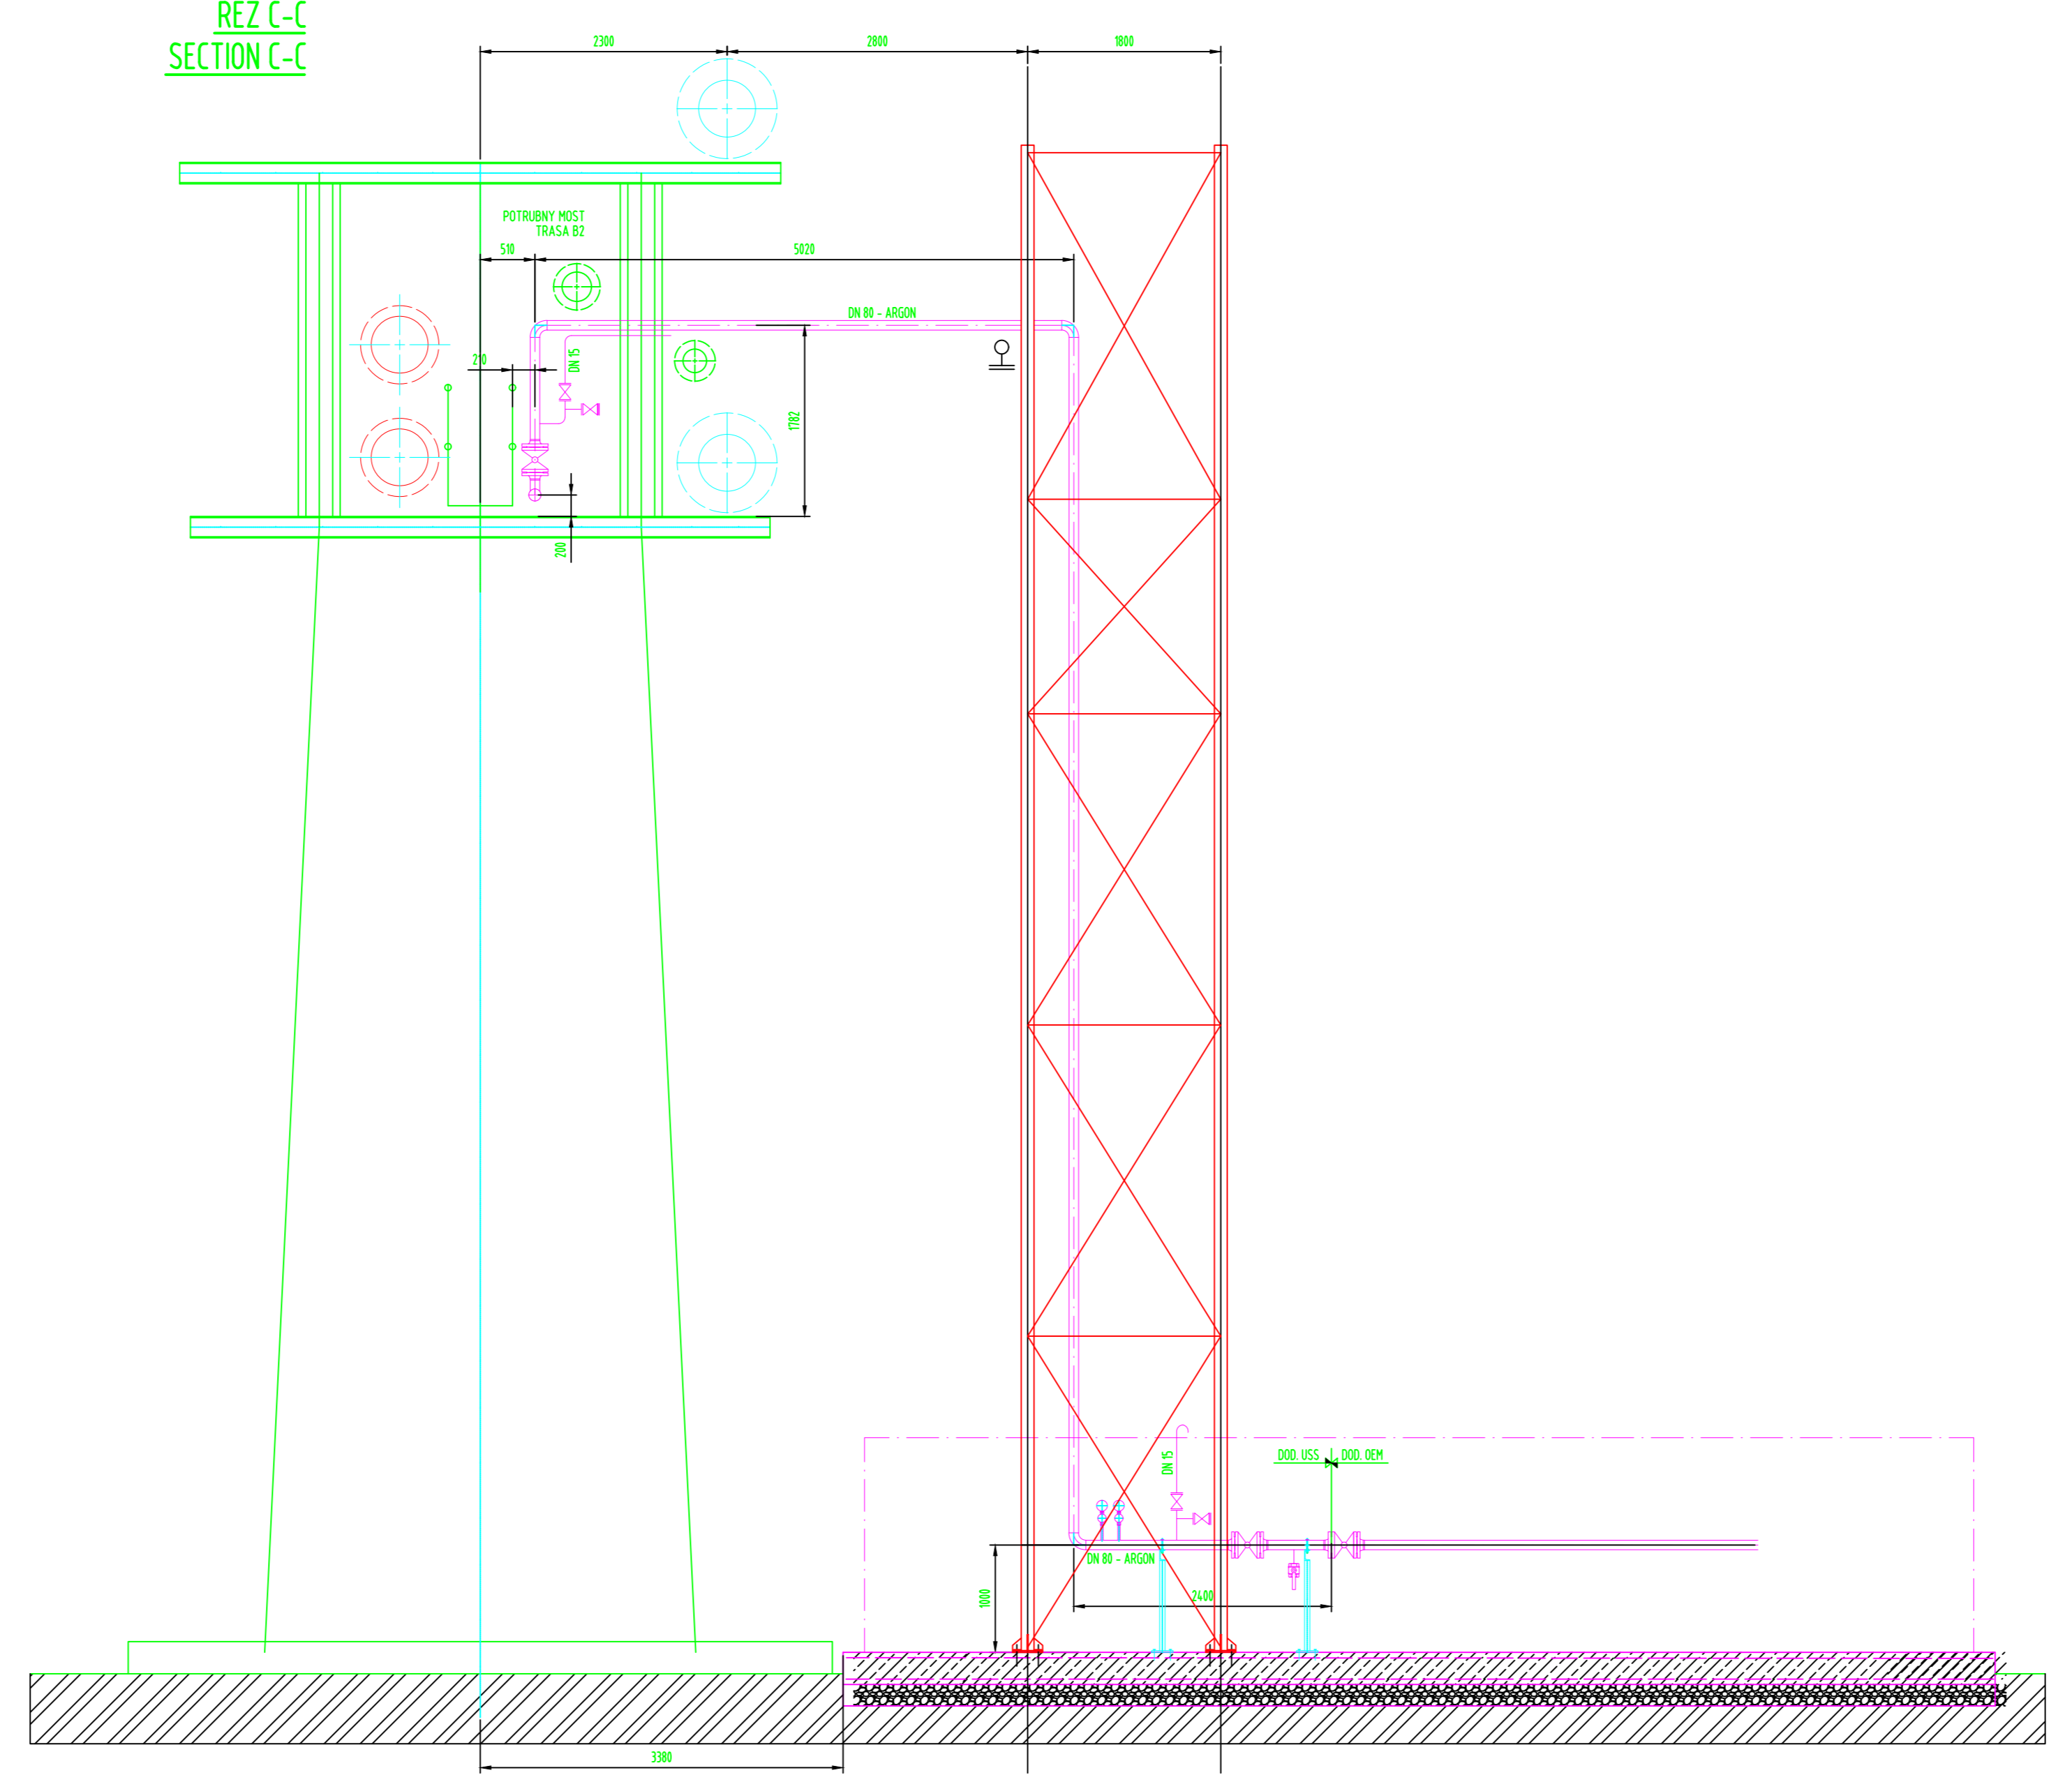 REZ C-C
SECTION C-C
2300
2800
1800
POTRUBNY MOST
TRASA B2
510
5020
DN 80 - ARGON
210
DN 15
1782
200
DN 15
DOD. USS
DOD. OEM
DN 80 - ARGON
1000
2400
3380